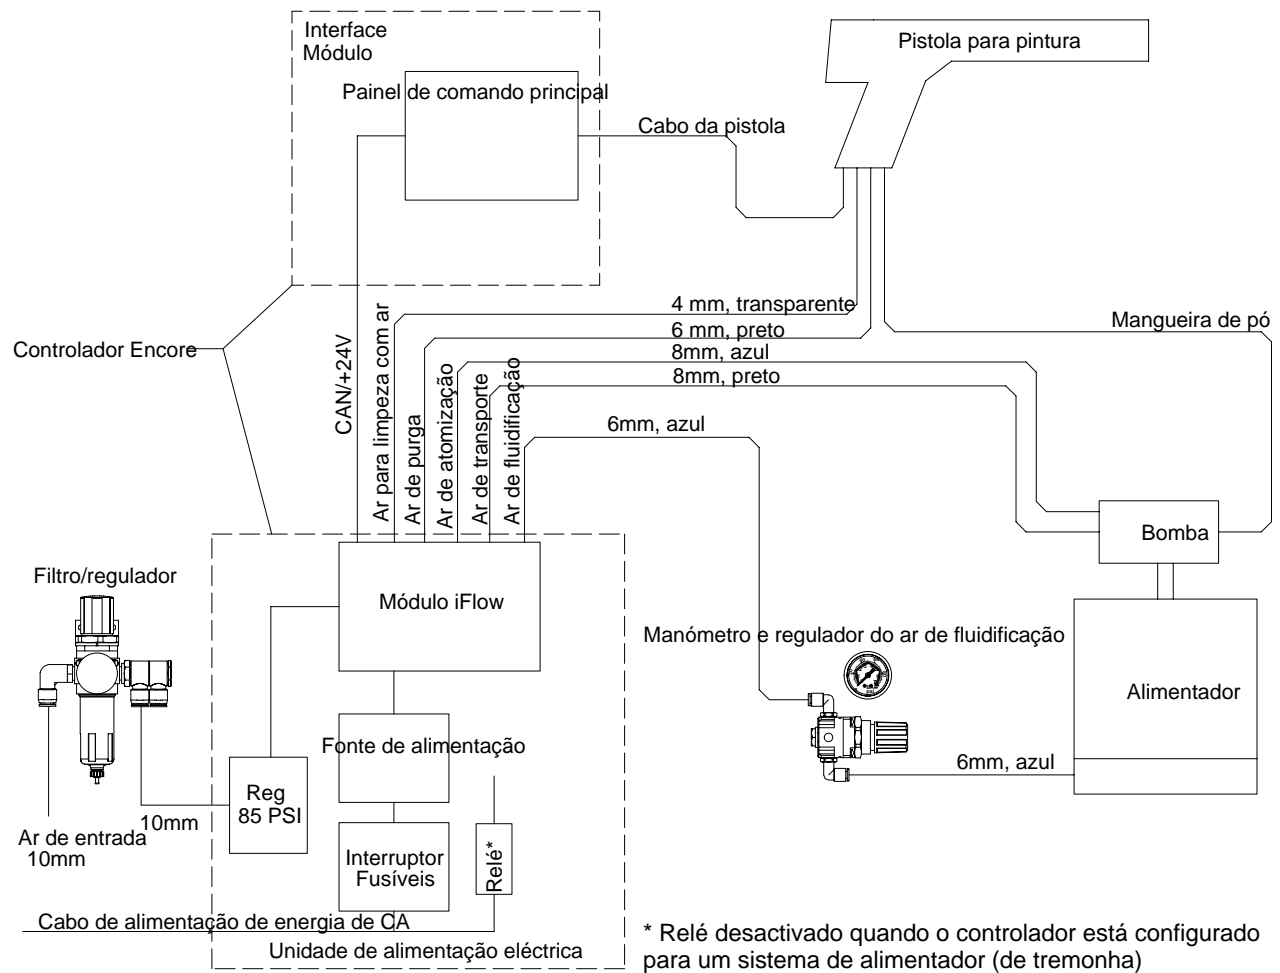 Interface
Módulo
Pistola para pintura
Painel de comando principal
Cabo da pistola
4 mm, transparente
6 mm, preto
Mangueira de pó
8mm, azul
8mm, preto
Controlador Encore
CAN/+24V
Ar para limpeza com ar
Ar de purga
Ar de atomização
Ar de transporte
Ar de fluidificação
6mm, azul
Bomba
Filtro/regulador
Módulo iFlow
Manómetro e regulador do ar de fluidificação
Alimentador
Fonte de alimentação
6mm, azul
Reg
85 PSI
10mm
Ar de entrada
10mm
Interruptor
Fusíveis
Relé*
Cabo de alimentação de energia de CA
Unidade de alimentação eléctrica
* Relé desactivado quando o controlador está configurado
para um sistema de alimentador (de tremonha)